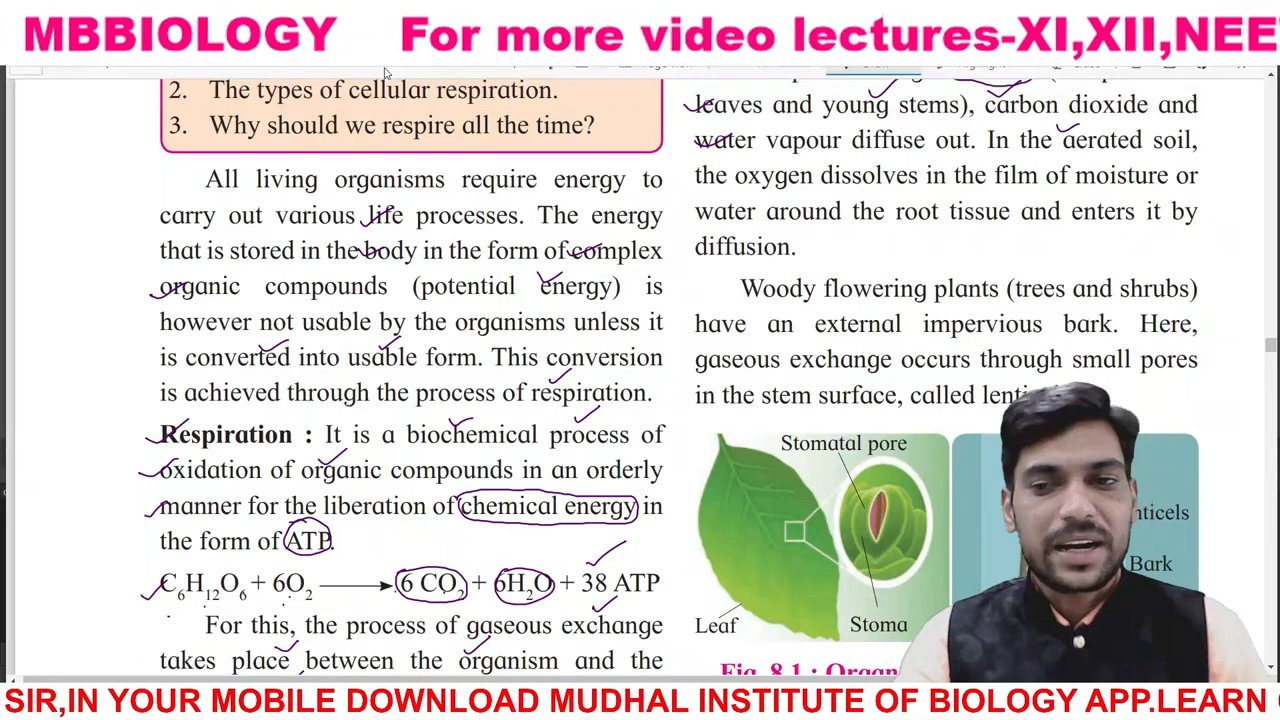 MBBIOLOGY For more video lectures-XI,XII,NEE
2. The types of cellular respiration.
3. Why should we respire all the time?
All living organisms require energy to
carry out various life processes. The energy
that is stored in the body in the form of complex
organic compounds (potential energy) is
however not usable by the organisms unless it
is converted into usable form. This conversion
is achieved through the process of respiration.
Respiration : It is a biochemical process of
oxidation of organic compounds in an orderly
manner for the liberation of chemical energy in
the form of ATP.
C6H12O6 + 6O2 → 6 CO2 + 6H2O + 38 ATP
For this, the process of gaseous exchange
takes place between the organism and the
leaves and young stems), carbon dioxide and
water vapour diffuse out. In the aerated soil,
the oxygen dissolves in the film of moisture or
water around the root tissue and enters it by
diffusion.
Woody flowering plants (trees and shrubs)
have an external impervious bark. Here,
gaseous exchange occurs through small pores
in the stem surface, called lenti
Stomatal pore
nticels
Bark
Leaf
Stoma
Fig. 8.1 : Organ
SIR,IN YOUR MOBILE DOWNLOAD MUDHAL INSTITUTE OF BIOLOGY APP.LEARN